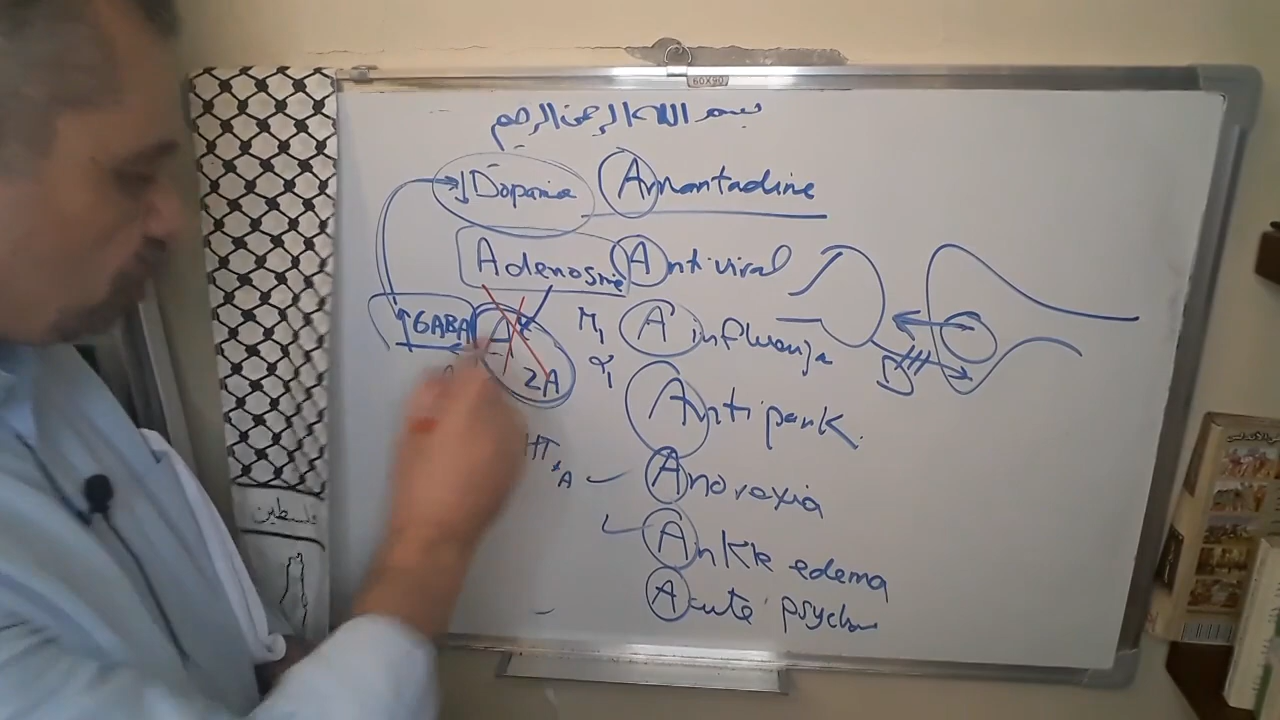 60X90
بسم الله الرحمن الرحيم
↓Dopamine Amantadine
Adenosine Antiviral
↑GABA A M₁ A influenza
2A
Antipark.
HT A Anorexia
Ankle edema
Acute psych
فلسطين